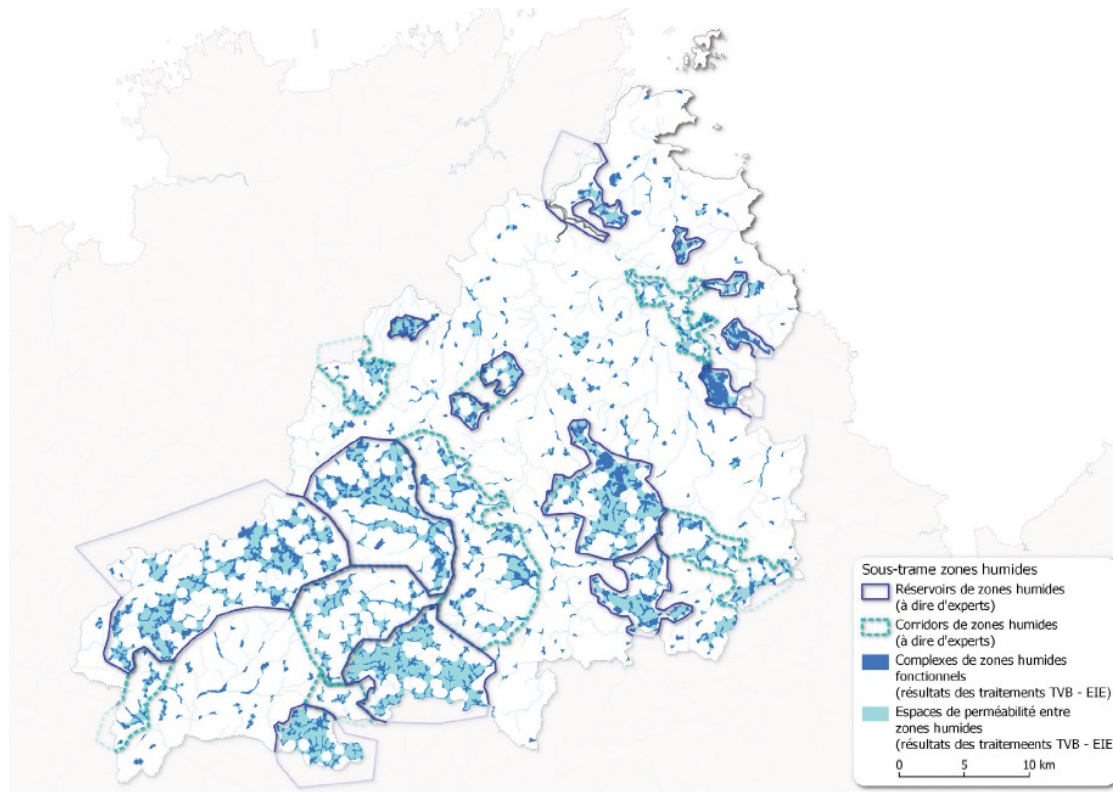 Sous-trame zones humides
Réservoirs de zones humides
(à dire d'experts)
Corridors de zones humides
(à dire d'experts)
Complexes de zones humides
fonctionnels
(résultats des traitements TVB - EIE)
Espaces de perméabilité entre
zones humides
(résultats des traitemeents TVB - EIE)
0 5 10 km